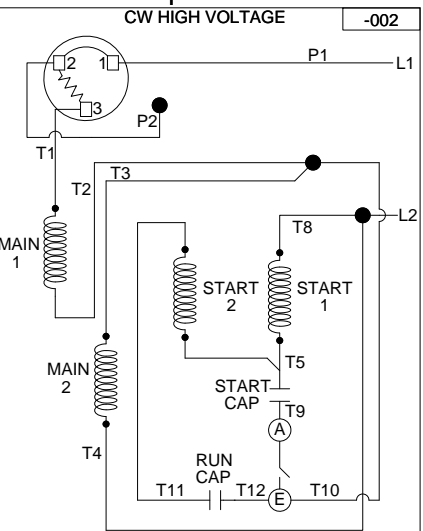 CW HIGH VOLTAGE
-002
2
1
P1
L1
3
P2
T1
T2
T3
T8
L2
MAIN
1
START
2
START
1
T5
MAIN
2
START
CAP
T9
A
T4
RUN
CAP
T11
T12
E
T10